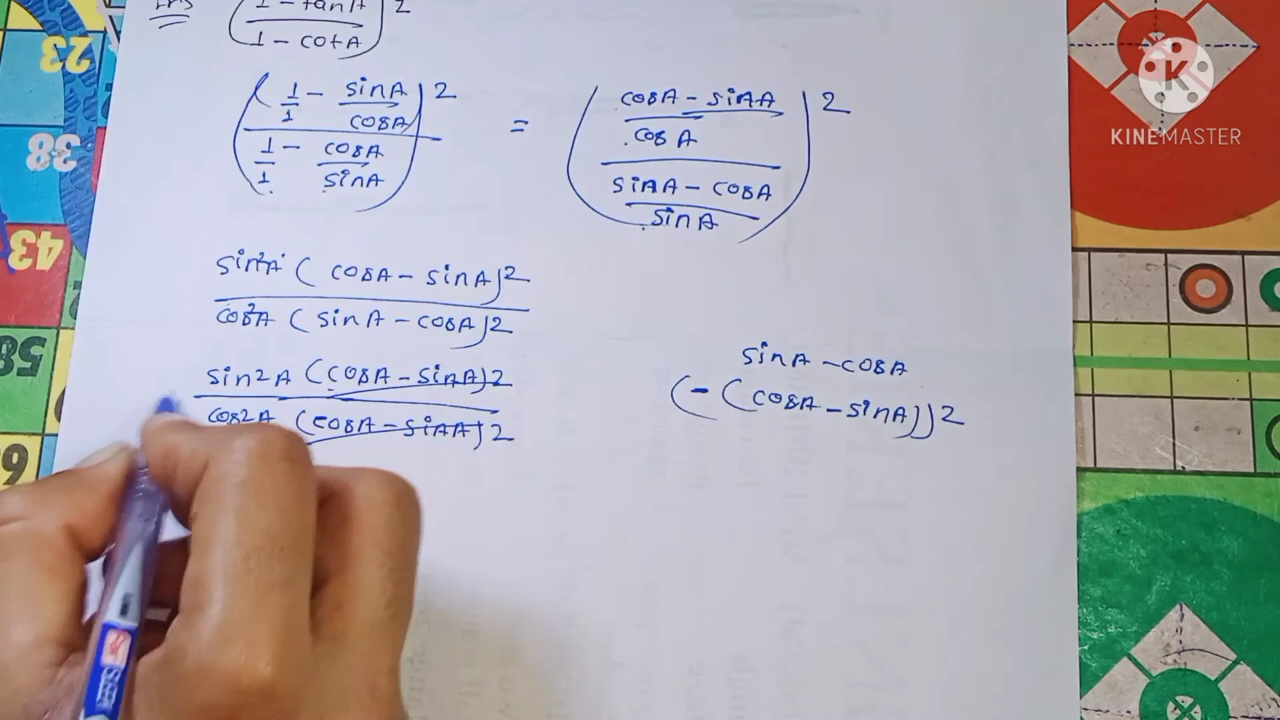 LHS (1 - tanA / 1 - cotA)2
(1/1 - sinA/cosA / 1/1 - cosA/sinA)2 = (cosA - sinA/cosA / sinA - cosA/sinA)2
sin2A (cosA - sinA)2
cos2A (sinA - cosA)2
sin2A (cosA - sinA)2
cos2A (cosA - sinA)2
sinA - cosA
(-(cosA - sinA))2
K
KINEMASTER
23
38
43
58